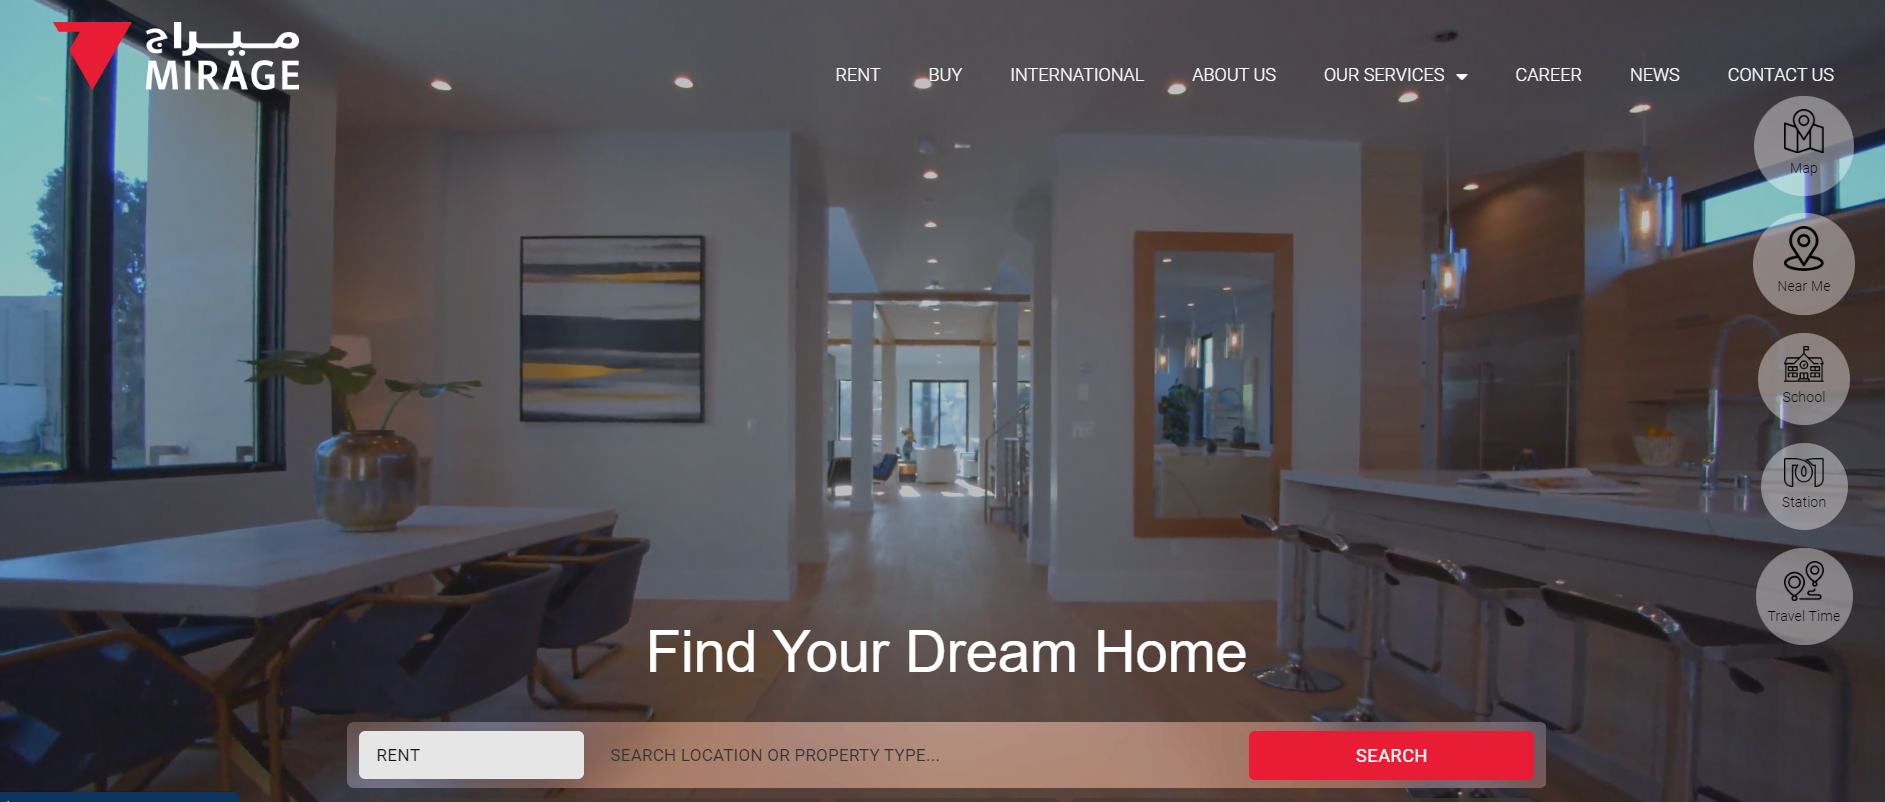 ميراج
MIRAGE
RENT BUY INTERNATIONAL ABOUT US OUR SERVICES CAREER NEWS CONTACT US
Map
Near Me
School
Station
Travel Time
Find Your Dream Home
RENT SEARCH LOCATION OR PROPERTY TYPE... SEARCH